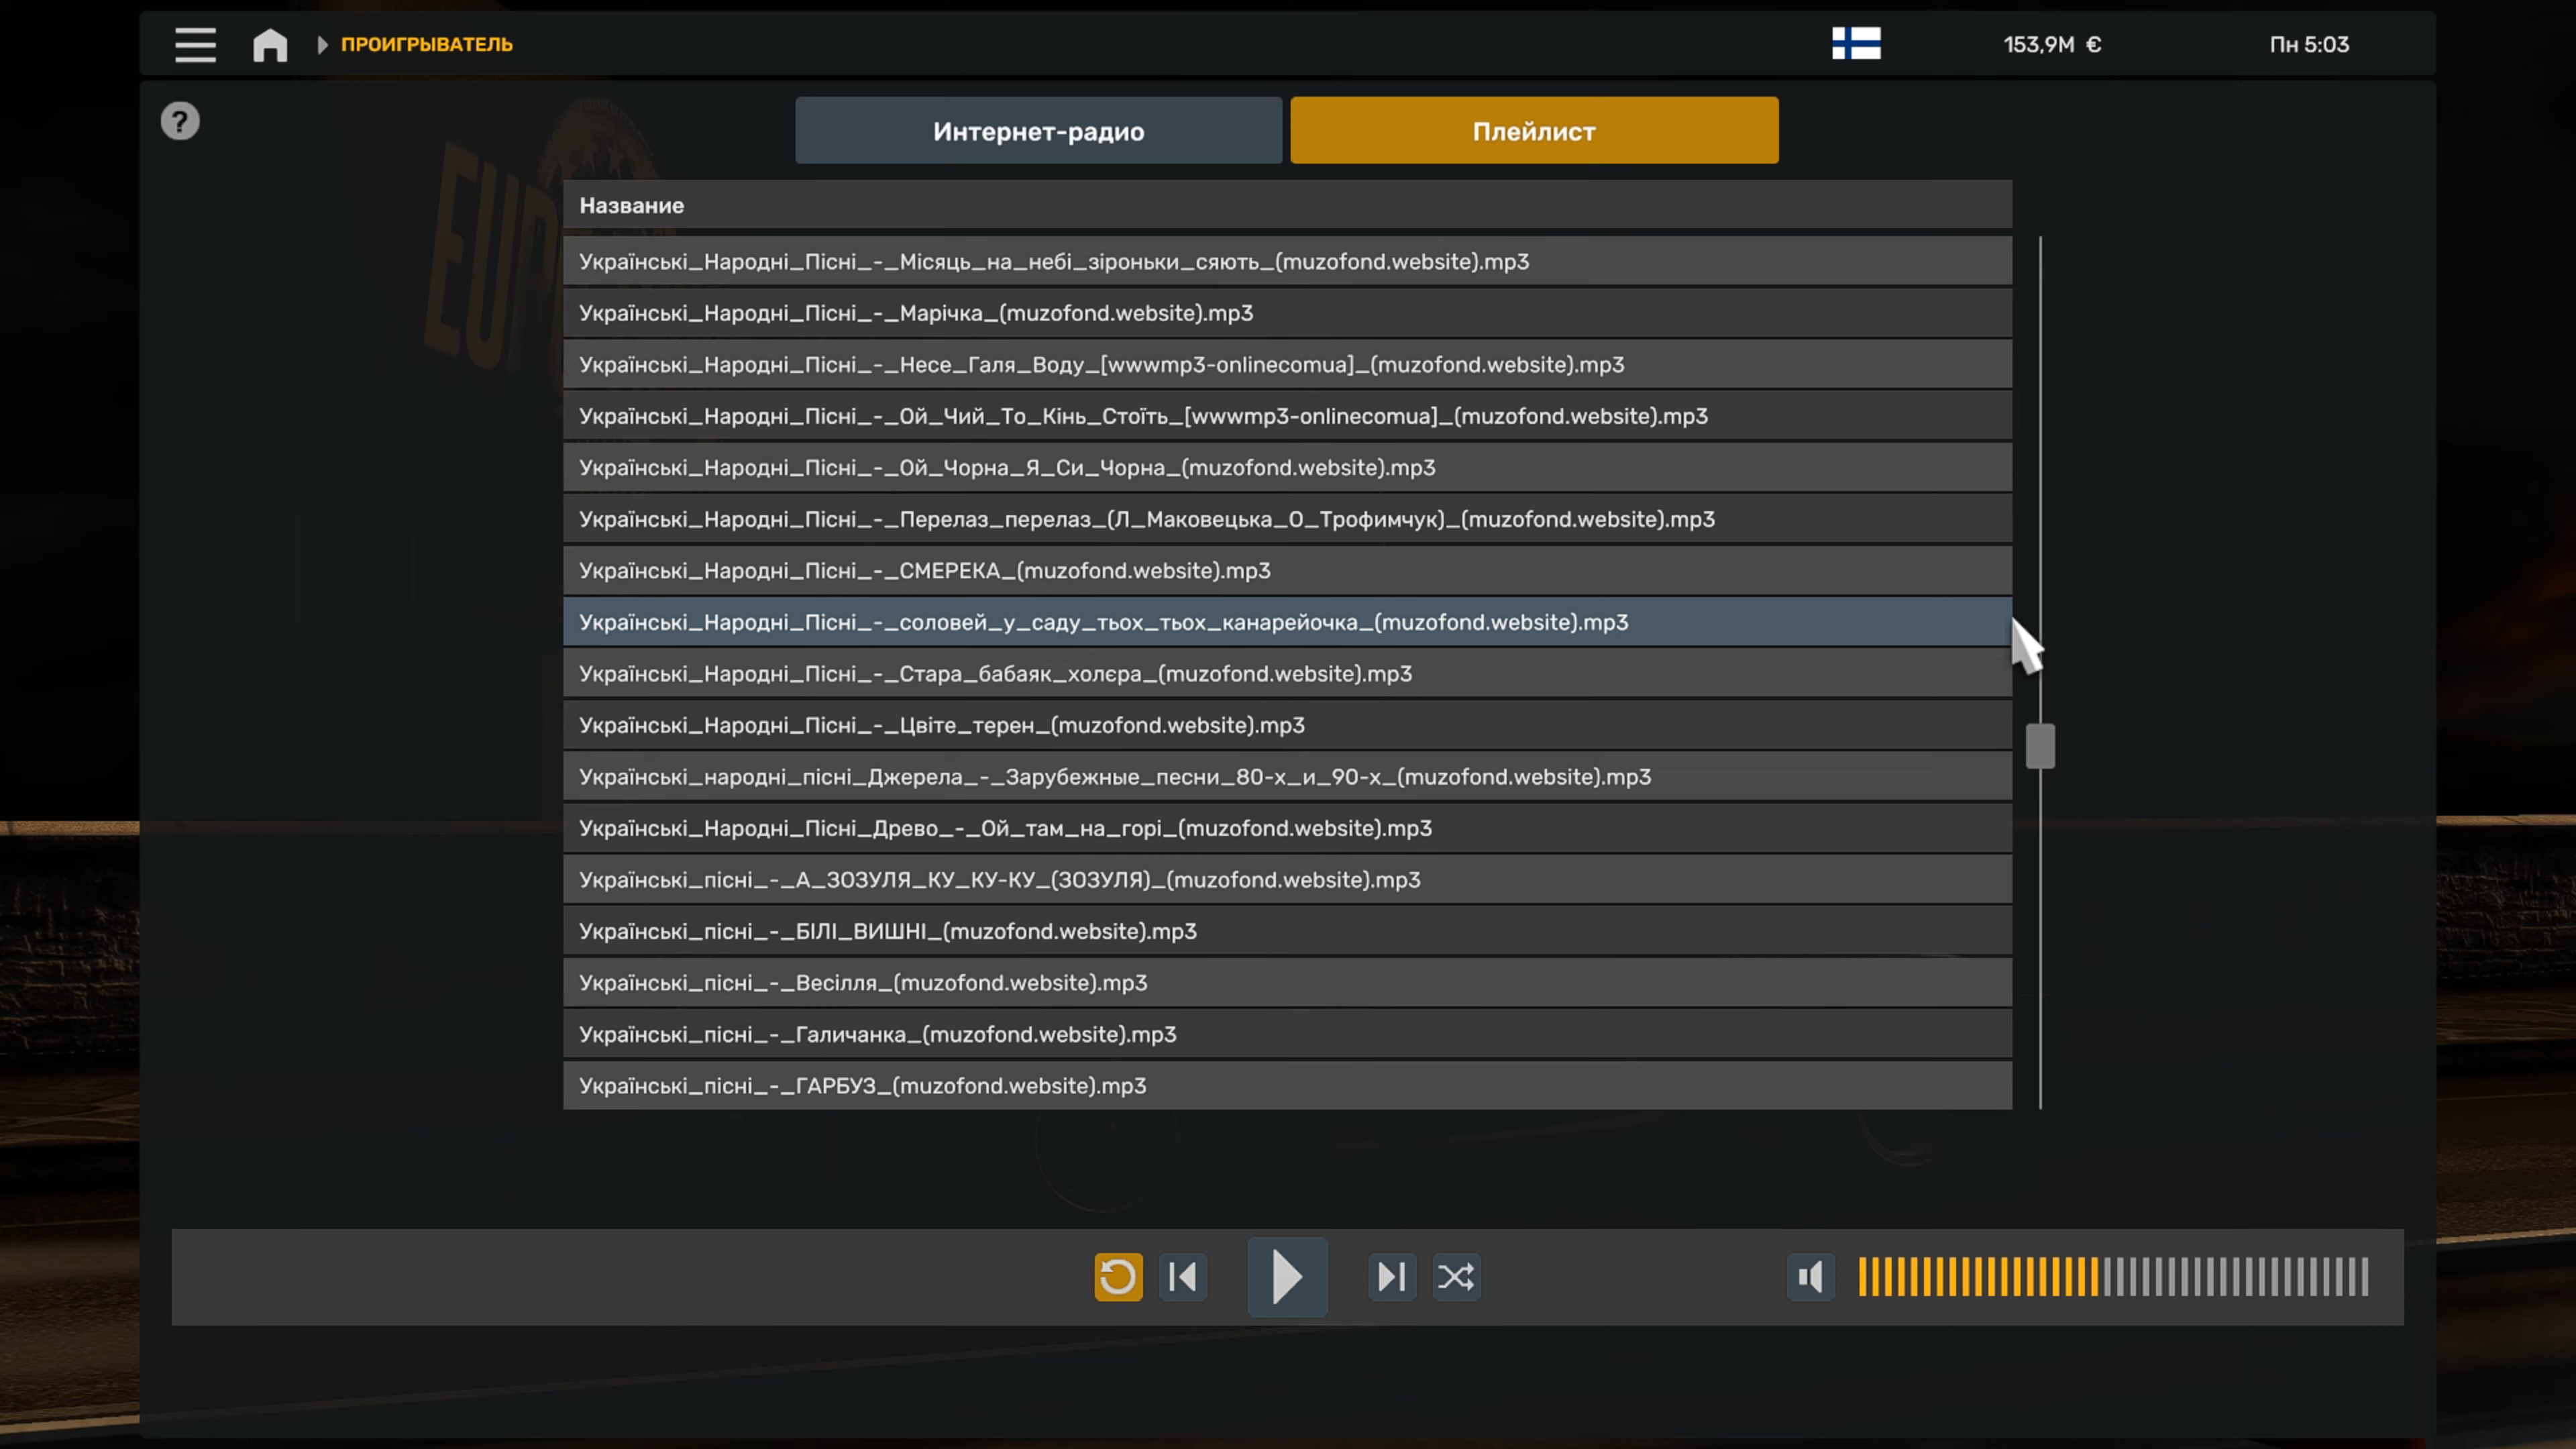 ПРОИГРЫВАТЕЛЬ
153,9M €
Пн 5:03
?
Интернет-радио
Плейлист
Название
Українські_Народні_Пісні_-_Місяць_на_небі_зіроньки_сяють_(muzofond.website).mp3
Українські_Народні_Пісні_-_Марічка_(muzofond.website).mp3
Українські_Народні_Пісні_-_Несе_Галя_Воду_[wwwmp3-onlinecomua]_(muzofond.website).mp3
Українські_Народні_Пісні_-_Ой_Чий_То_Кінь_Стоїть_[wwwmp3-onlinecomua]_(muzofond.website).mp3
Українські_Народні_Пісні_-_Ой_Чорна_Я_Си_Чорна_(muzofond.website).mp3
Українські_Народні_Пісні_-_Перелаз_перелаз_(Л_Маковецька_О_Трофимчук)_(muzofond.website).mp3
Українські_Народні_Пісні_-_СМЕРЕКА_(muzofond.website).mp3
Українські_Народні_Пісні_-_соловей_у_саду_тьох_тьох_канарейочка_(muzofond.website).mp3
Українські_Народні_Пісні_-_Стара_бабаяк_холєра_(muzofond.website).mp3
Українські_Народні_Пісні_-_Цвіте_терен_(muzofond.website).mp3
Українські_народні_пісні_Джерела_-_Зарубежные_песни_80-х_и_90-х_(muzofond.website).mp3
Українські_Народні_Пісні_Древо_-_Ой_там_на_горі_(muzofond.website).mp3
Українські_пісні_-_А_ЗОЗУЛЯ_КУ_КУ-КУ_(ЗОЗУЛЯ)_(muzofond.website).mp3
Українські_пісні_-_БІЛІ_ВИШНІ_(muzofond.website).mp3
Українські_пісні_-_Весілля_(muzofond.website).mp3
Українські_пісні_-_Галичанка_(muzofond.website).mp3
Українські_пісні_-_ГАРБУЗ_(muzofond.website).mp3